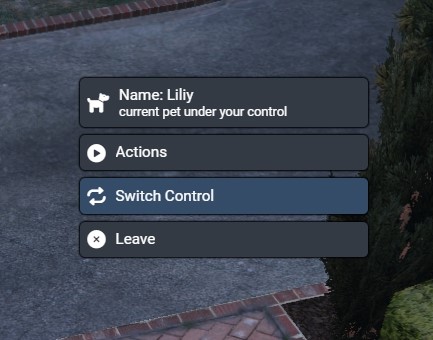 Name: Liliy
current pet under your control
Actions
Switch Control
Leave